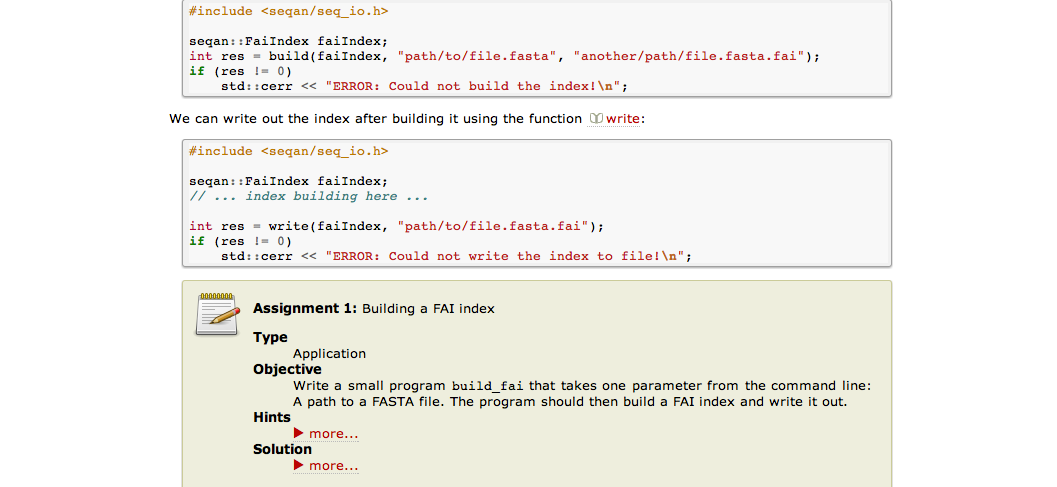 #include <seqan/seq_io.h>
seqan::FaiIndex faiIndex;
int res = build(faiIndex, "path/to/file.fasta", "another/path/file.fasta.fai");
if (res != 0)
    std::cerr << "ERROR: Could not build the index!\n";
We can write out the index after building it using the function write:
#include <seqan/seq_io.h>
seqan::FaiIndex faiIndex;
// ... index building here ...
int res = write(faiIndex, "path/to/file.fasta.fai");
if (res != 0)
    std::cerr << "ERROR: Could not write the index to file!\n";
Assignment 1: Building a FAI index
Type
Application
Objective
Write a small program build_fai that takes one parameter from the command line:
A path to a FASTA file. The program should then build a FAI index and write it out.
Hints
▶ more...
Solution
▶ more...